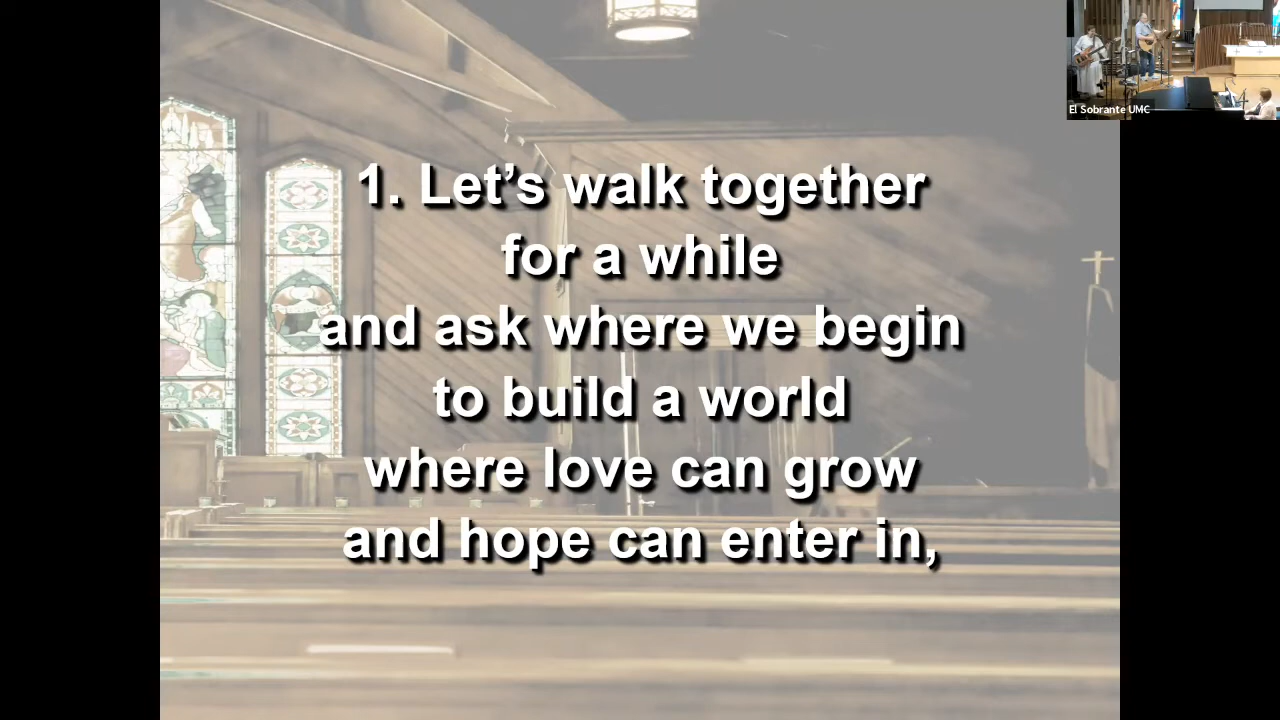 El Sobrante UMC
1. Let’s walk together
for a while
and ask where we begin
to build a world
where love can grow
and hope can enter in,